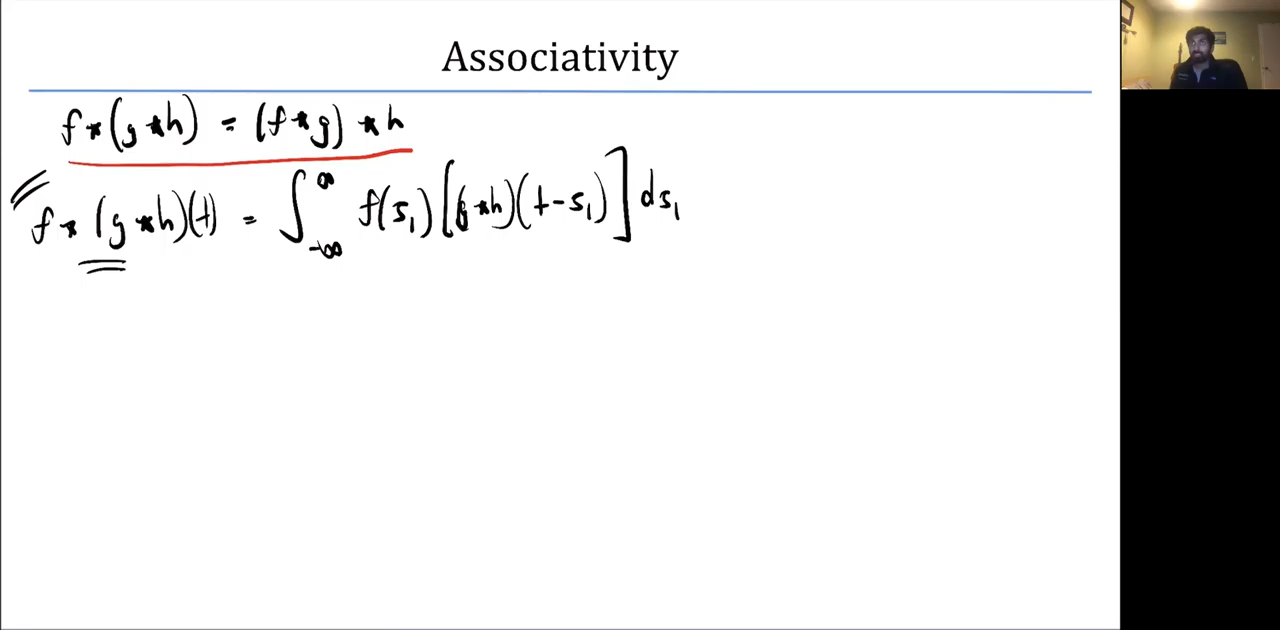 Associativity
f * (g * h) = (f * g) * h
f * (g * h)(t) = ∫_{-∞}^{∞} f(s₁) [(g * h)(t - s₁)] ds₁